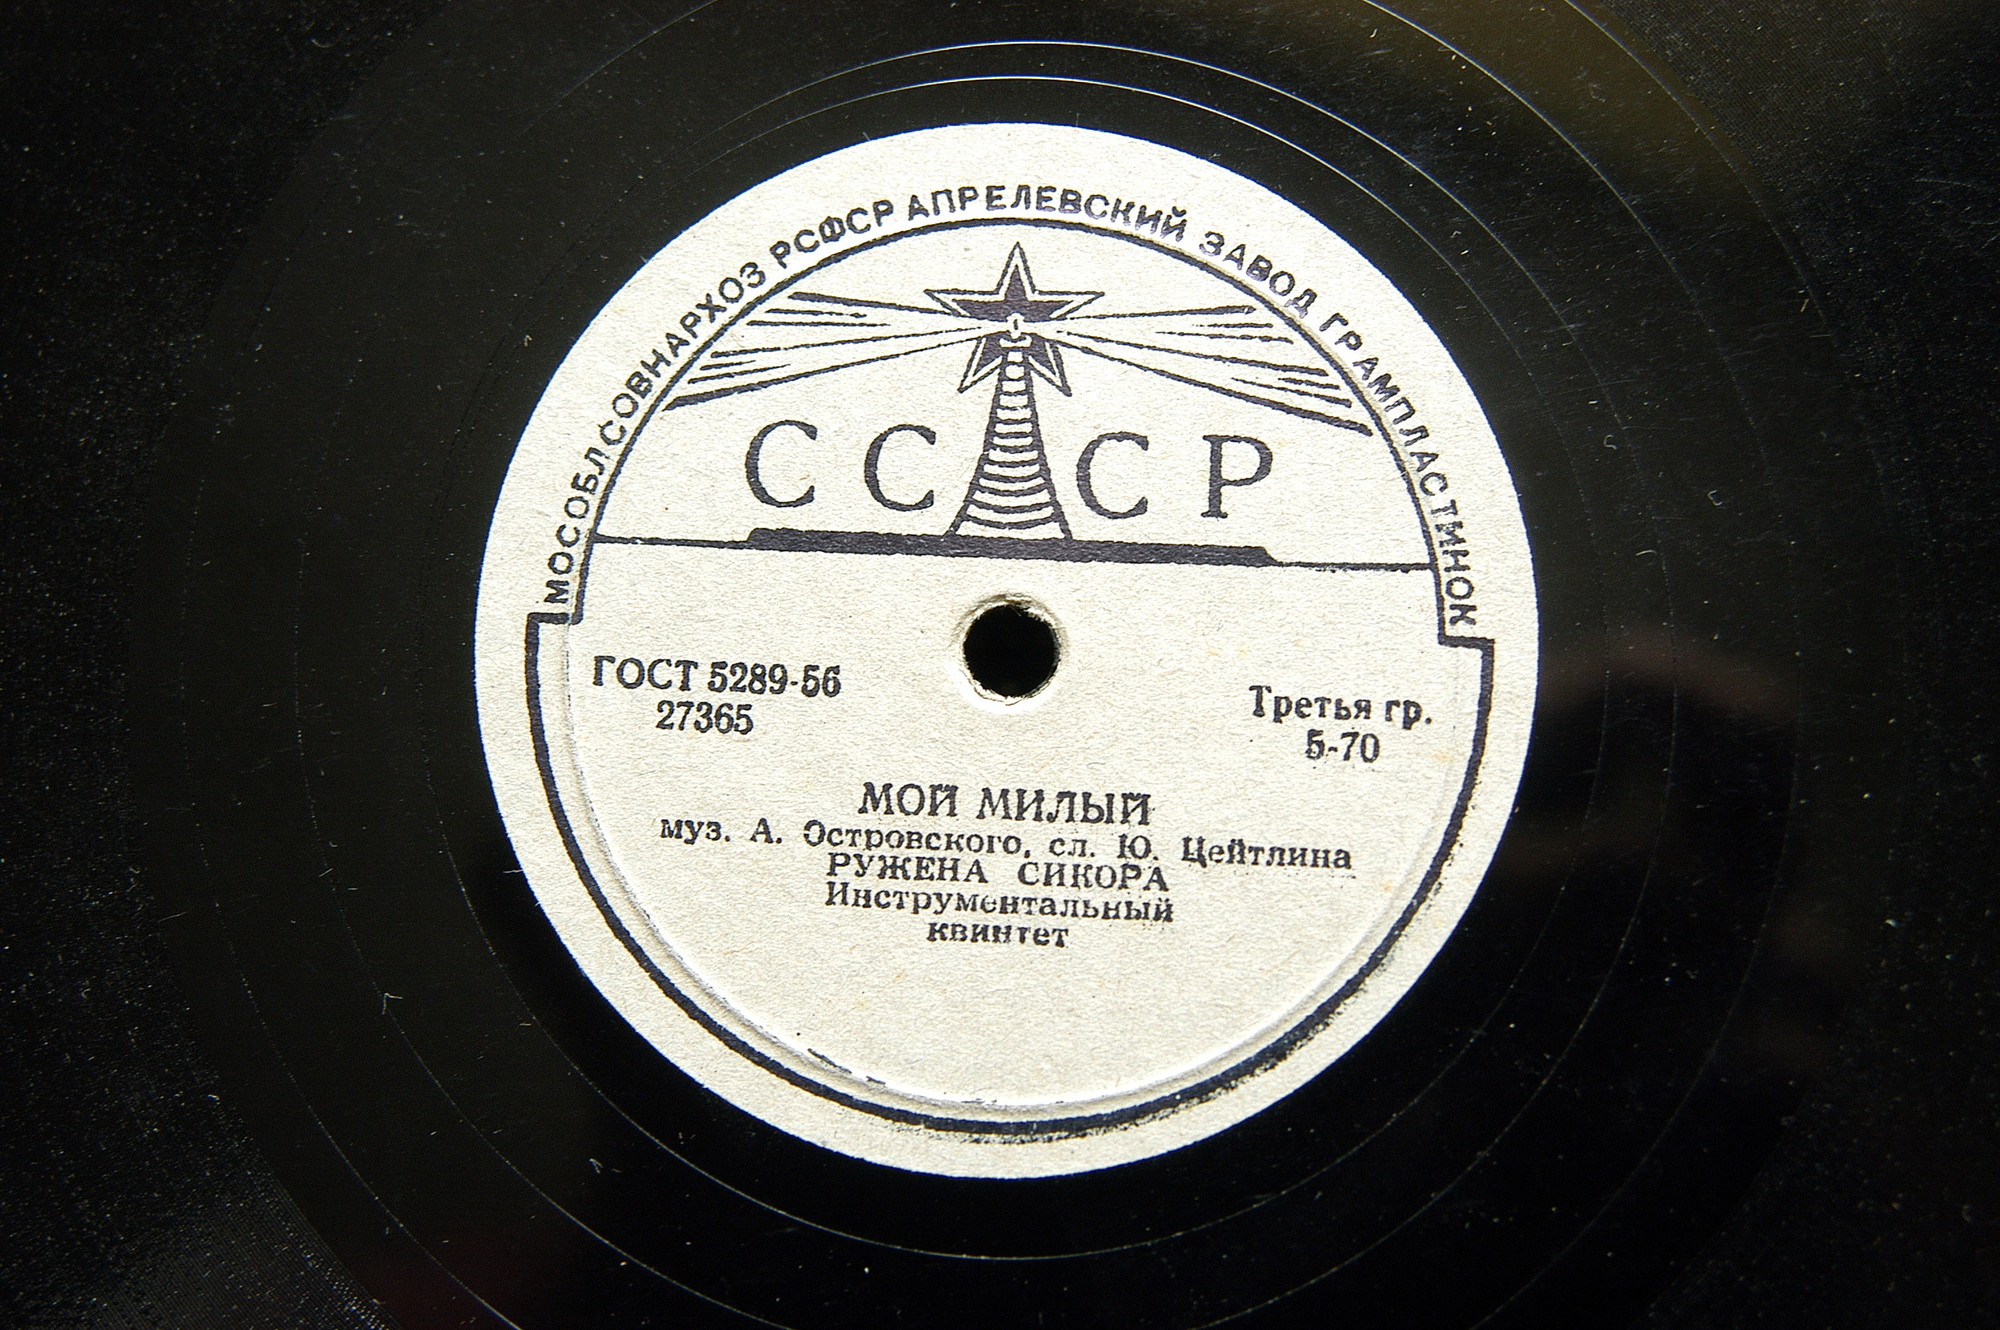 МОСОБЛСОВНАРХОЗ РСФСР АПРЕЛЕВСКИЙ ЗАВОД ГРАМПЛАСТИНОК
СССР
ГОСТ 5289-56
27365
Третья гр.
5-70
МОЙ МИЛЫЙ
муз. А. Островского, сл. Ю. Цейтлина
РУЖЕНА СИКОРА
Инструментальный
квинтет